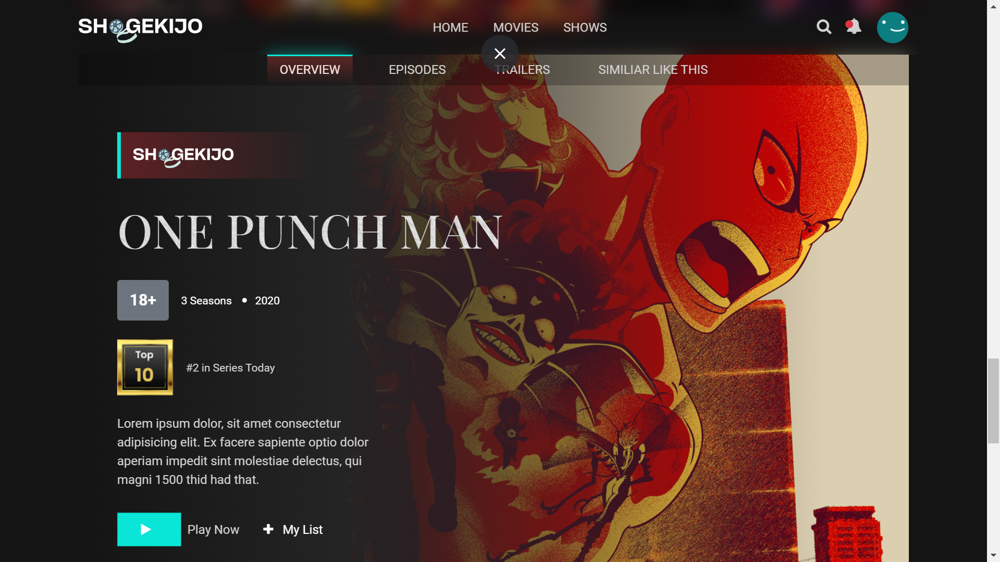 SHOGEKIJO
HOME
MOVIES
SHOWS
OVERVIEW
EPISODES
TRAILERS
SIMILIAR LIKE THIS
SHOGEKIJO
ONE PUNCH MAN
18+
3 Seasons • 2020
Top
10
#2 in Series Today
Lorem ipsum dolor, sit amet consectetur
adipisicing elit. Ex facere sapiente optio dolor
aperiam impedit sint molestiae delectus, qui
magni 1500 thid had that.
Play Now
My List